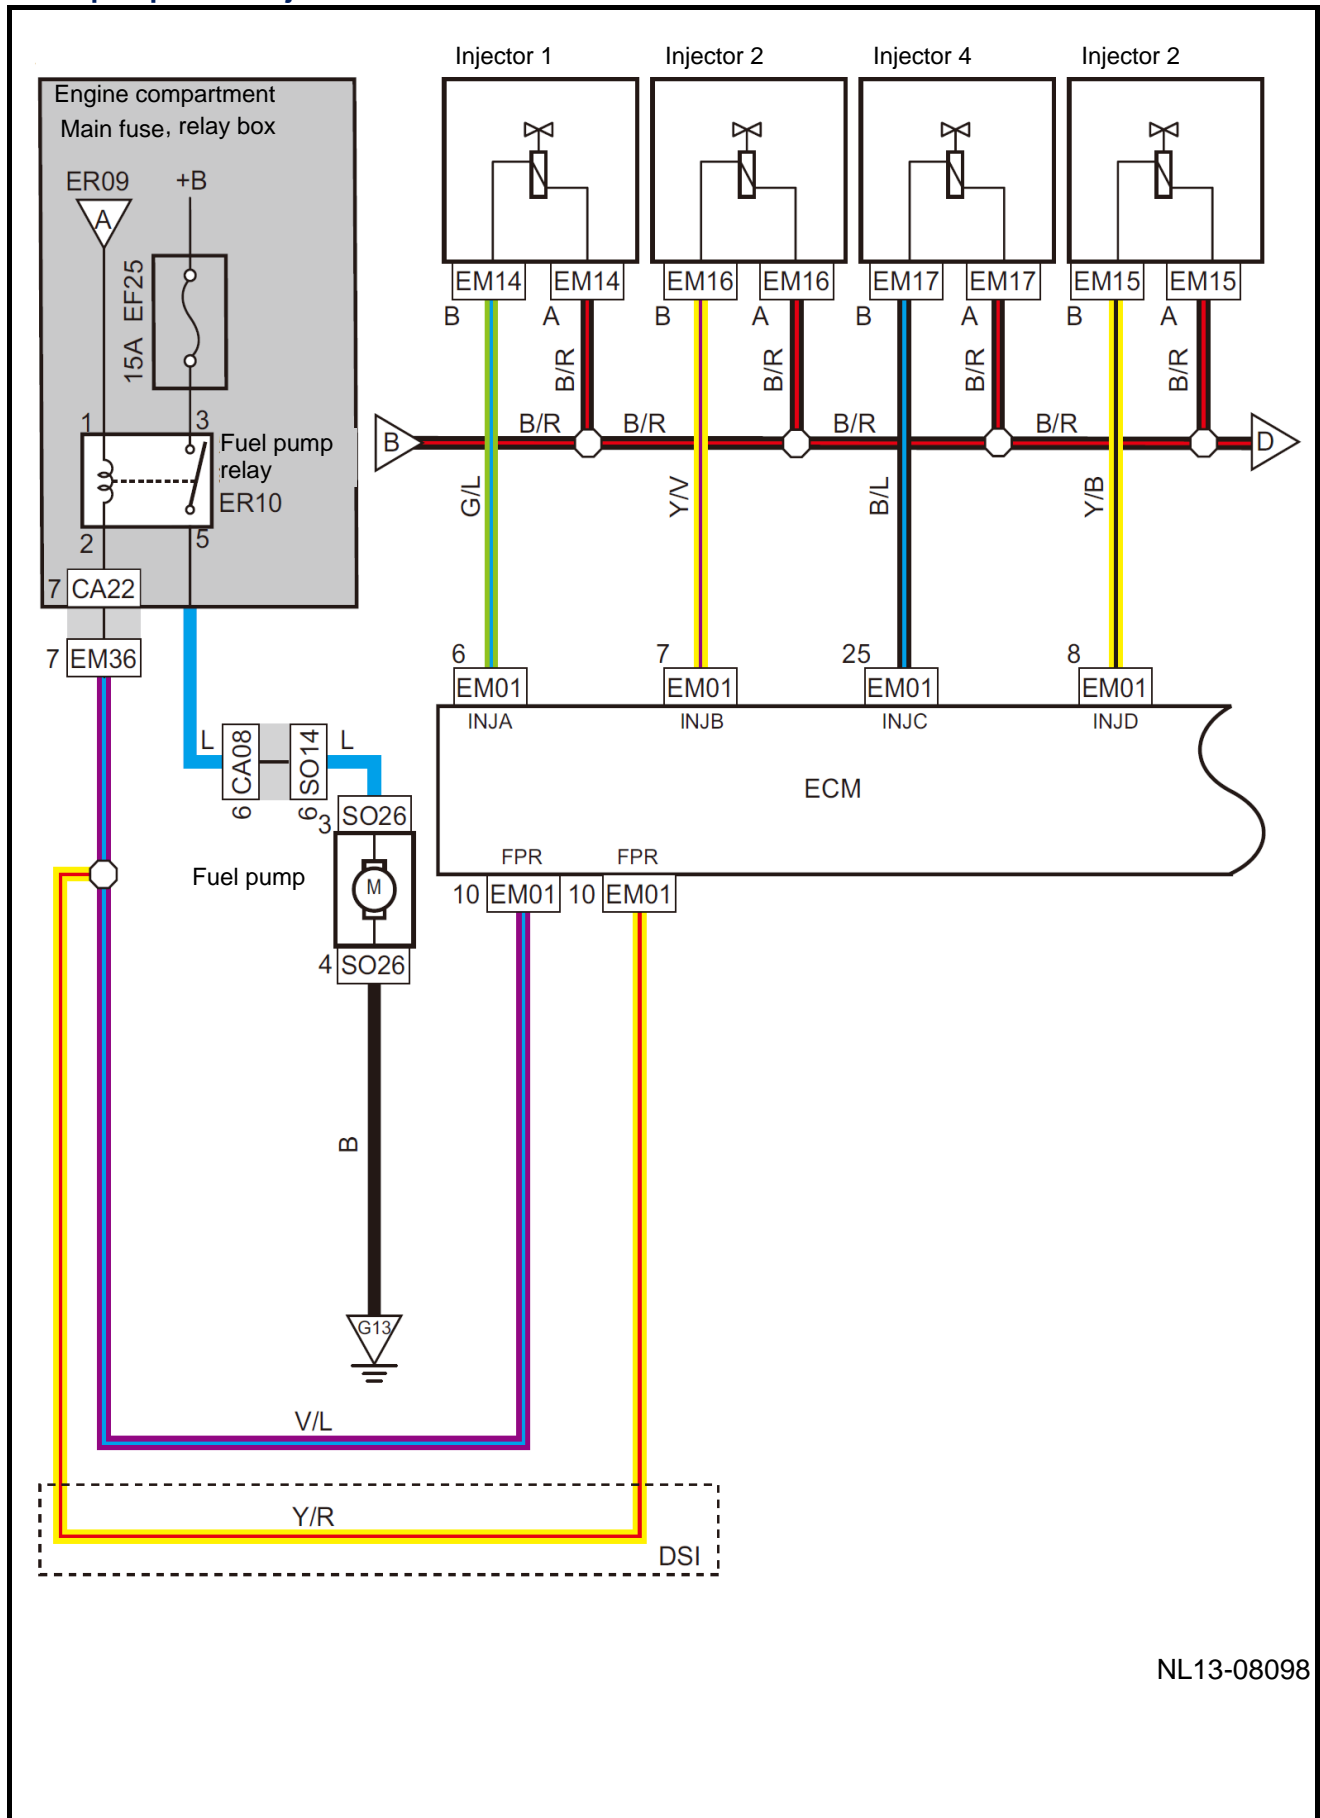 Injector 1
Injector 2
Injector 4
Injector 2
Engine compartment
Main fuse, relay box
ER09
+B
A
15A EF25
1
3
Fuel pump
relay
ER10
2
5
7 CA22
7 EM36
EM14 EM14 EM16 EM16 EM17 EM17 EM15 EM15
B A B A B A B A
B/R B/R B/R B/R
B B/R B/R B/R B/R D
G/L Y/V B/L Y/B
6 7 25 8
EM01 EM01 EM01 EM01
INJA INJB INJC INJD
ECM
L CA08 SO14 L
6 6
3 SO26
Fuel pump
M
4 SO26
FPR FPR
10 EM01 10 EM01
B
G13
V/L
Y/R
DSI
NL13-08098